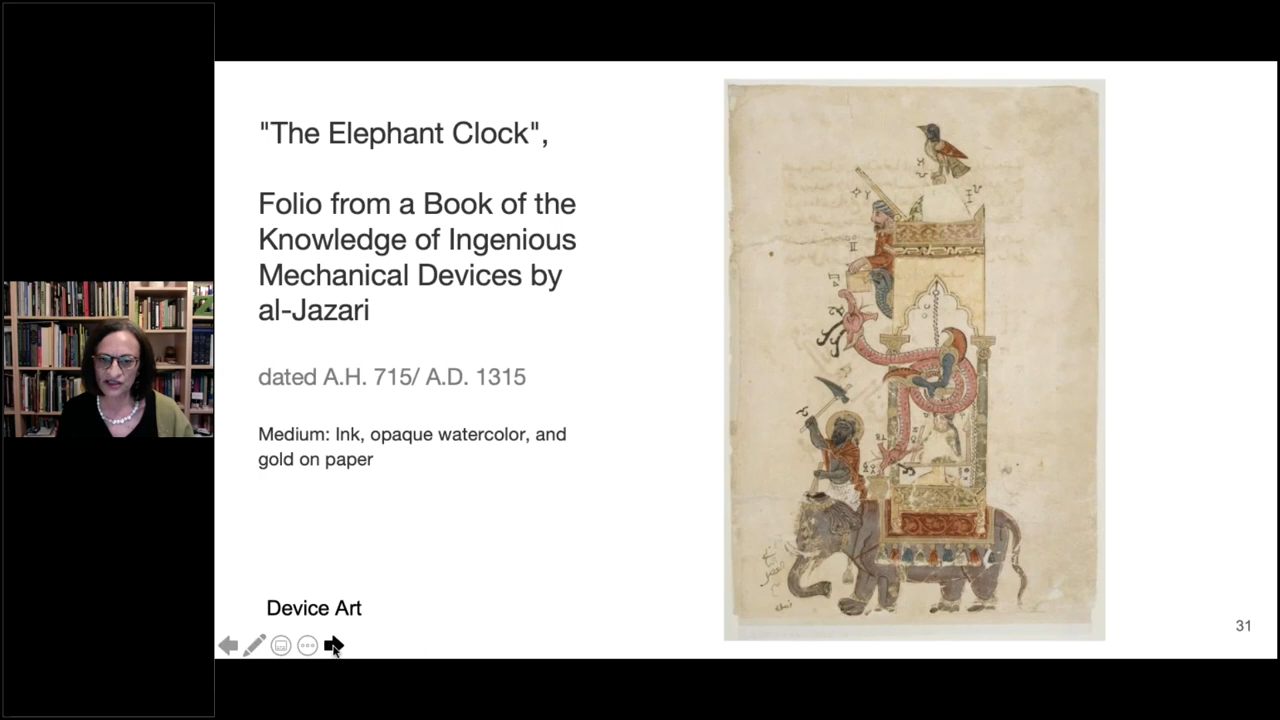 "The Elephant Clock",
Folio from a Book of the
Knowledge of Ingenious
Mechanical Devices by
al-Jazari
dated A.H. 715/ A.D. 1315
Medium: Ink, opaque watercolor, and
gold on paper
Device Art
31